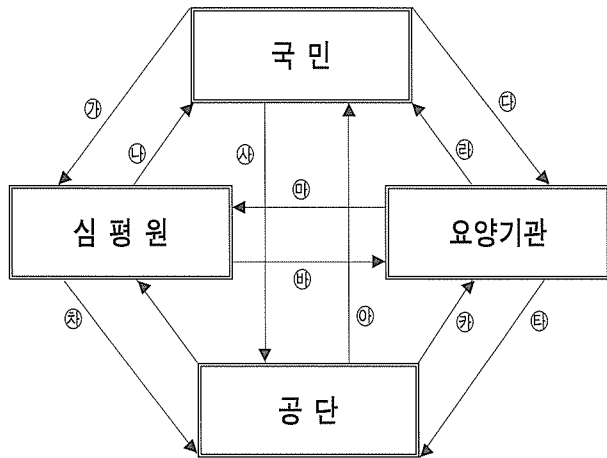 국 민
㉮
㉰
㉯
㉴
㉱
㉲
심 평 원
요양기관
㉳
㉵
㉷
㉸
㉹
공 단